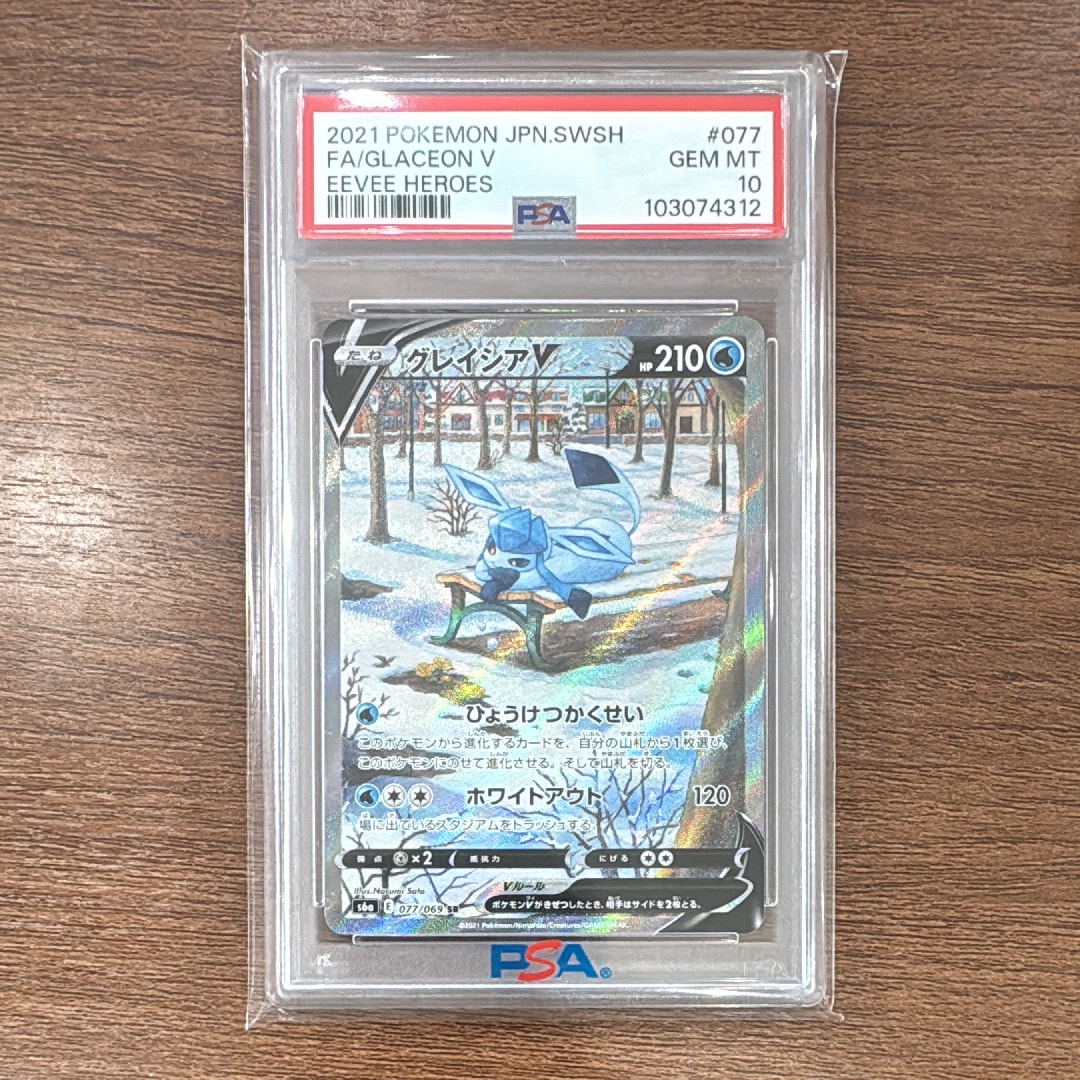 2021 POKEMON JPN.SWSH #077
FA/GLACEON V GEM MT
EEVEE HEROES 10
PSA 103074312
たね グレイシアV HP 210
ひょうけつかくせい
このポケモンから進化するカードを、自分の山札から1枚選び、
このポケモンにのせて進化させる。そして山札を切る。
ホワイトアウト 120
場に出ているスタジアムをトラッシュする
弱点 ×2 抵抗力 にげる
Illus. Narumi Sato
Vルール
s6a E 077/069 SR ポケモンVがきぜつしたとき、相手はサイドを2枚とる。
©2021 Pokémon/Nintendo/Creatures/GAME FREAK.
PSA®